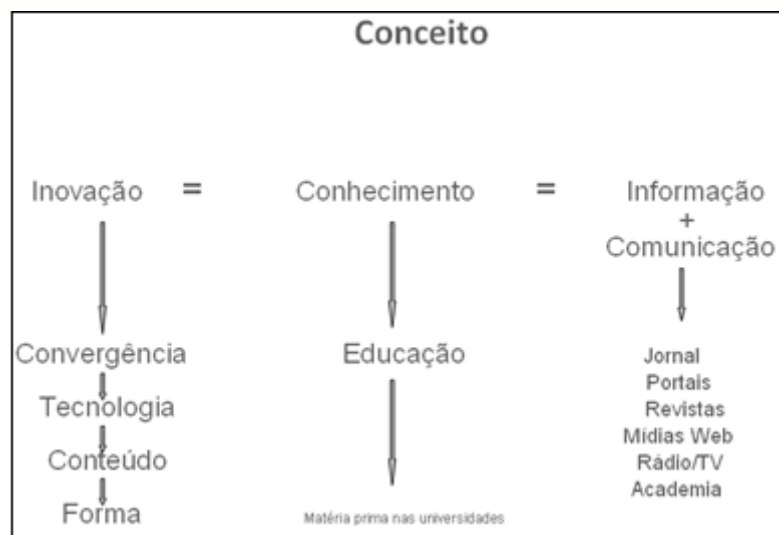 Conceito
Inovação = Conhecimento = Informação
+
Comunicação
Convergência
Tecnologia
Conteúdo
Forma
Educação
Matéria prima nas universidades
Jornal
Portais
Revistas
Mídias Web
Rádio/TV
Academia